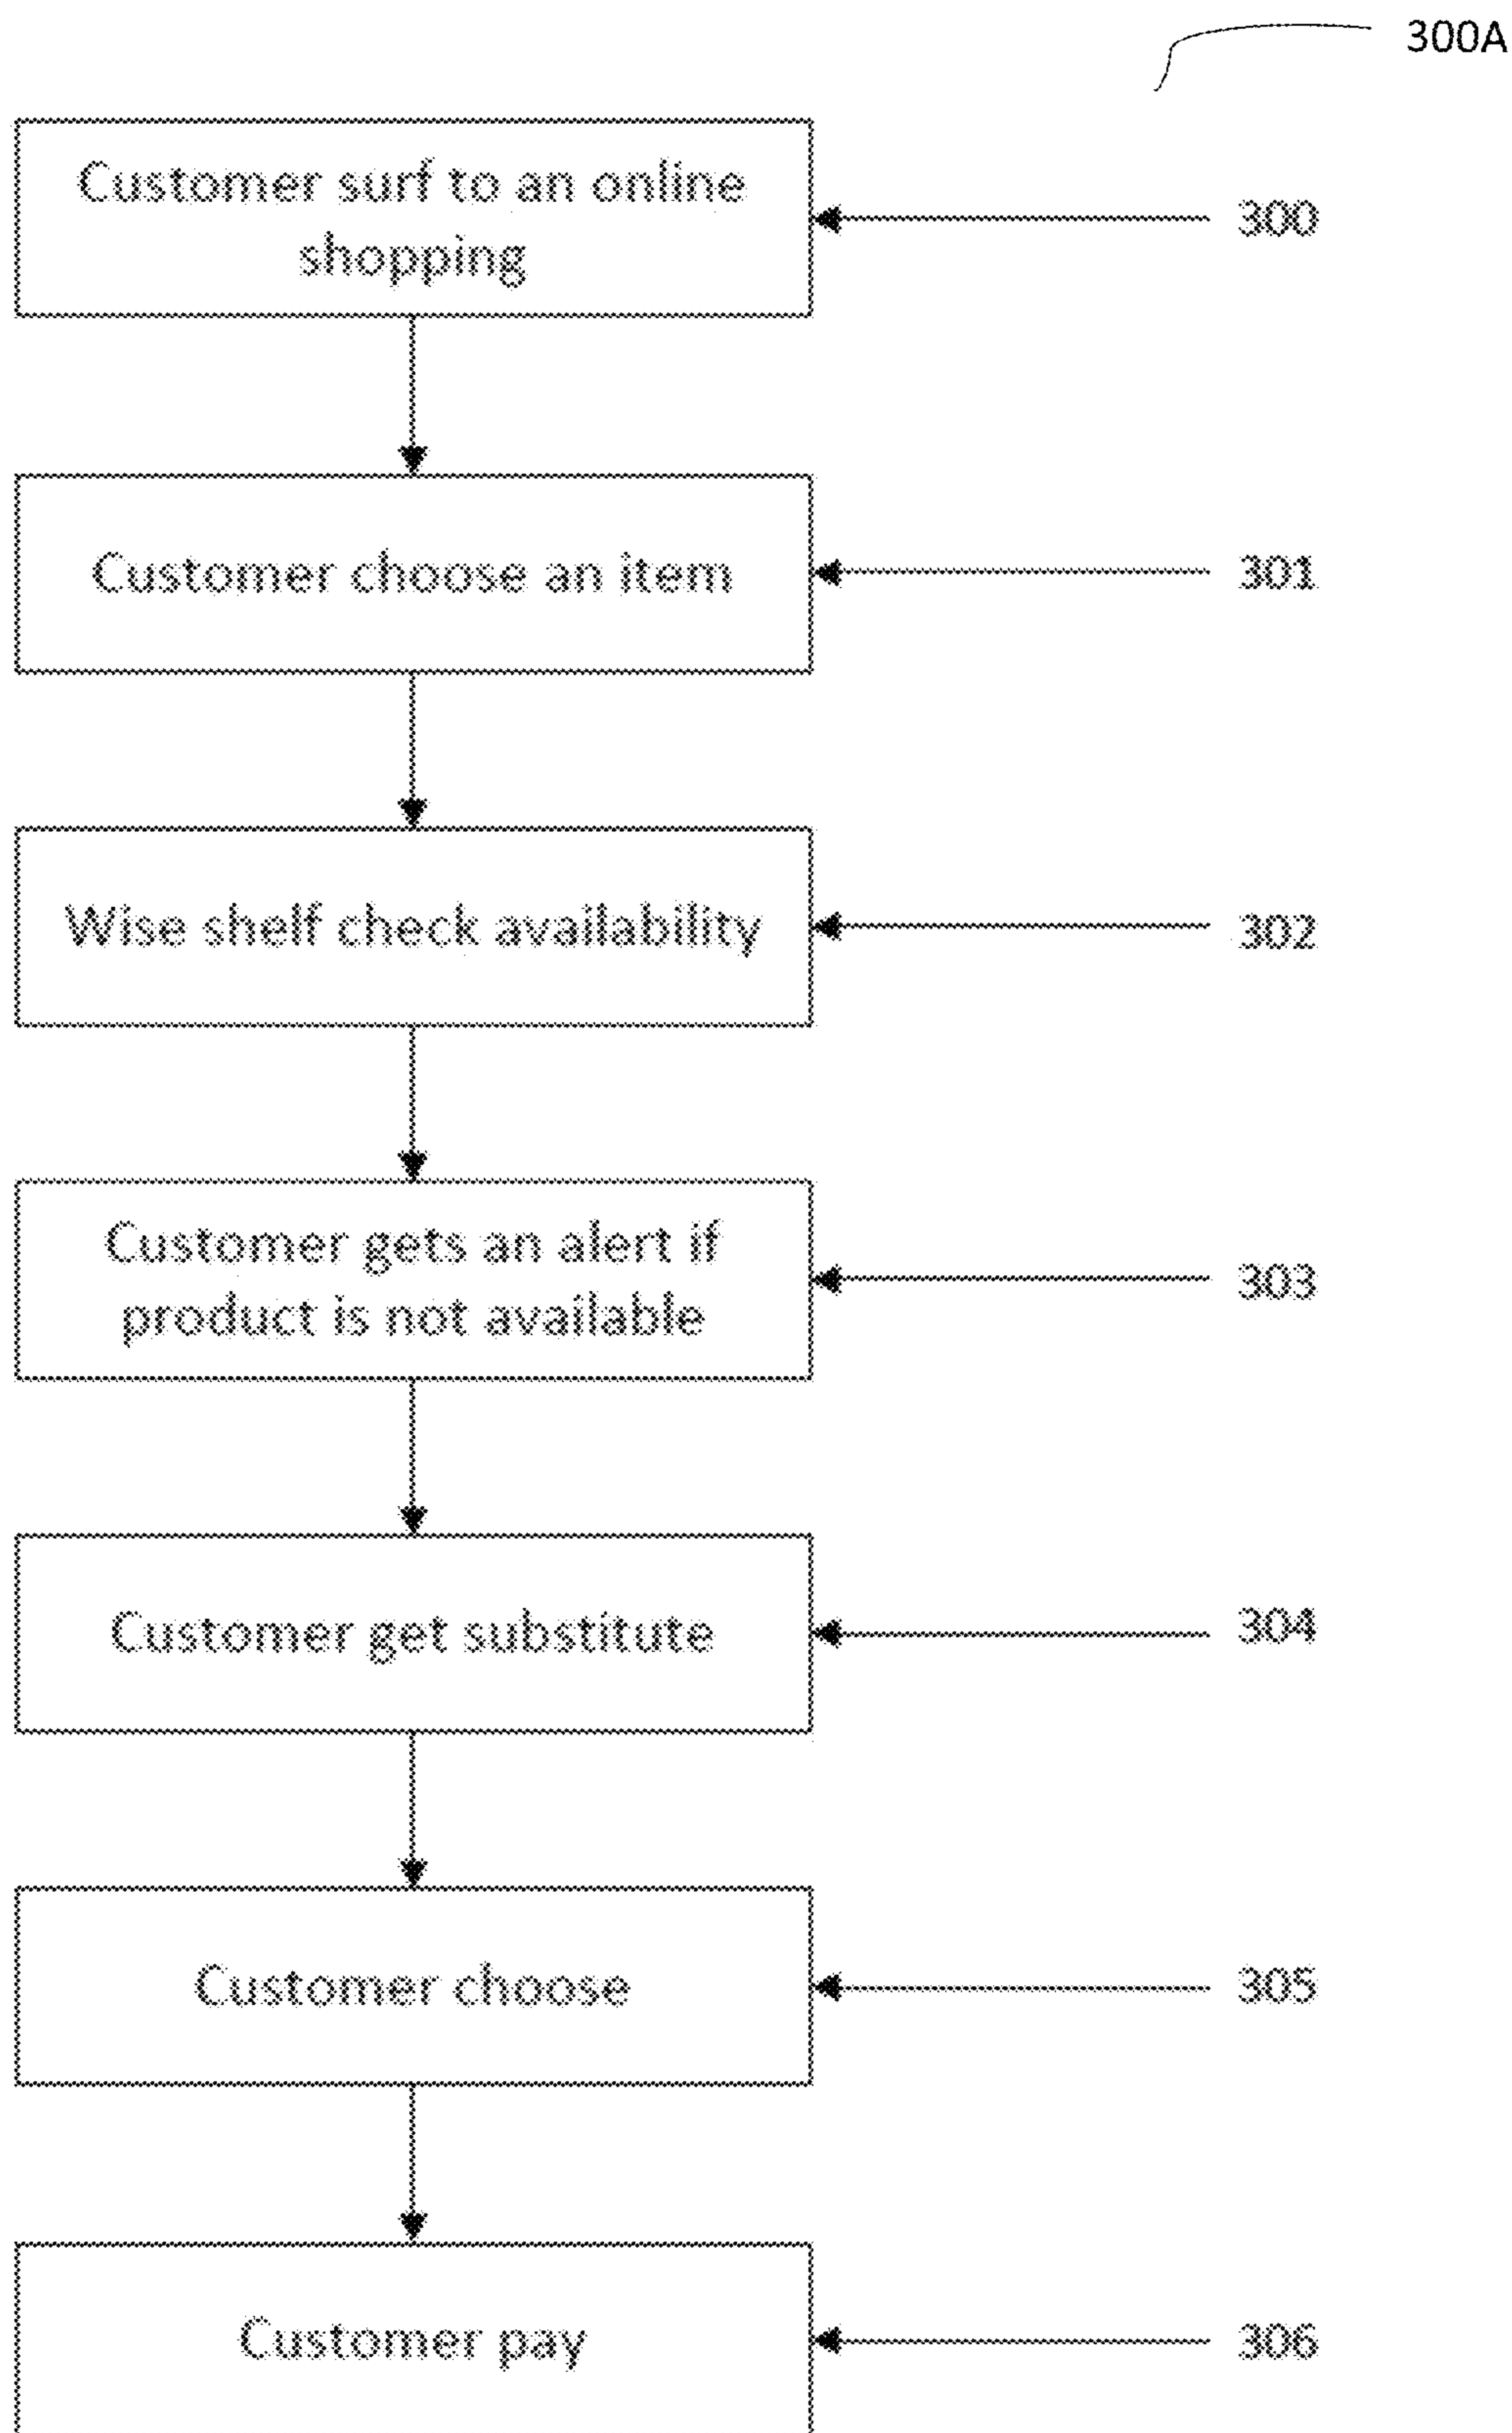 300A
Customer surf to an online
shopping
300
Customer choose an item
301
Wise shelf check availability
302
Customer gets an alert if
product is not available
303
Customer get substitute
304
Customer choose
305
Customer pay
306